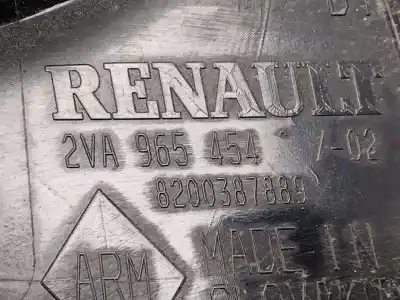 RENAULT
2VA 965 454 7-02
8200387889
MADE IN
ARM